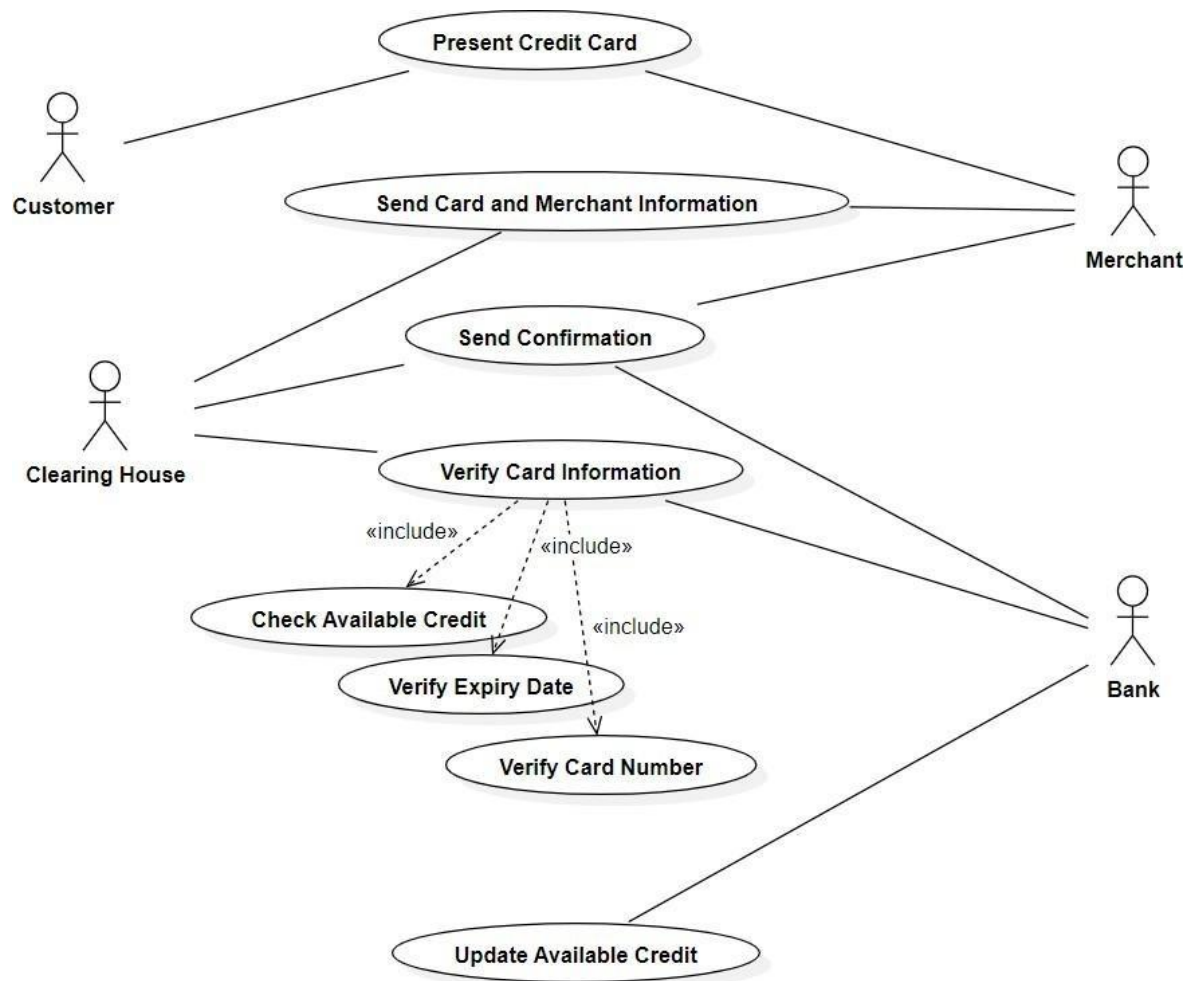 Present Credit Card
Customer
Send Card and Merchant Information
Merchant
Send Confirmation
Clearing House
Verify Card Information
«include»
«include»
Check Available Credit
«include»
Verify Expiry Date
Bank
Verify Card Number
Update Available Credit